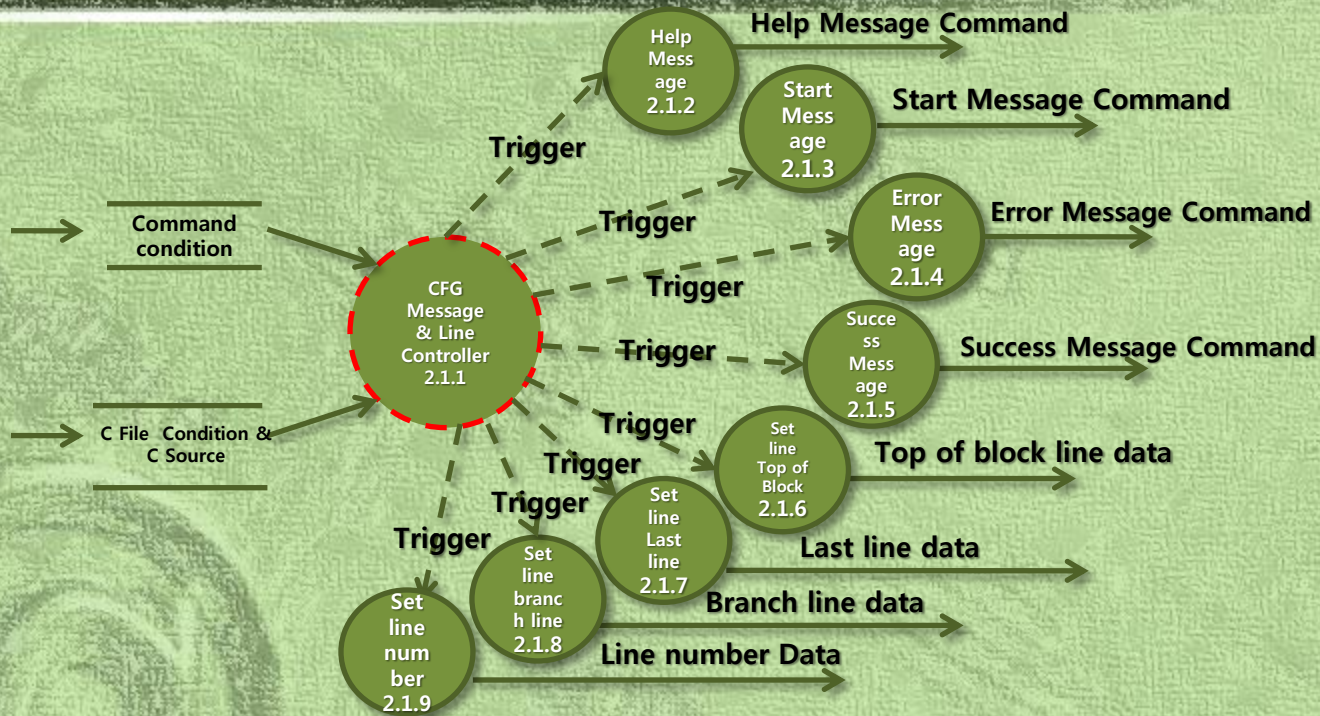 Help
Mess
age
2.1.2
Help Message Command
Start
Mess
age
2.1.3
Start Message Command
Trigger
Error
Mess
age
2.1.4
Error Message Command
Trigger
Command
condition
Trigger
CFG
Message
& Line
Controller
2.1.1
Succe
ss
Mess
age
2.1.5
Success Message Command
Trigger
C File  Condition &
C Source
Trigger
Set
line
Top of
Block
2.1.6
Top of block line data
Trigger
Set
line
Last
line
2.1.7
Last line data
Trigger
Set
line
branc
h line
2.1.8
Branch line data
Trigger
Set
line
num
ber
2.1.9
Line number Data